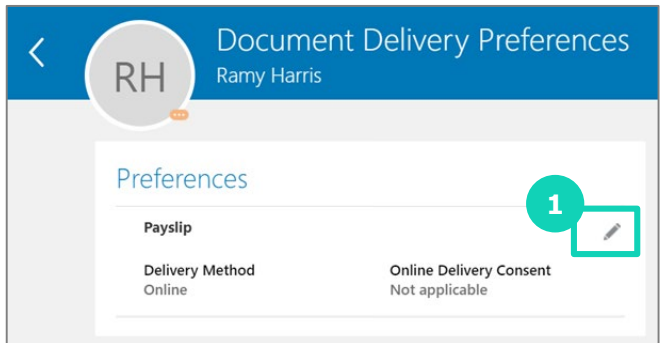 Document Delivery Preferences
RH
Ramy Harris
Preferences
1
Payslip
Delivery Method
Online Delivery Consent
Online
Not applicable